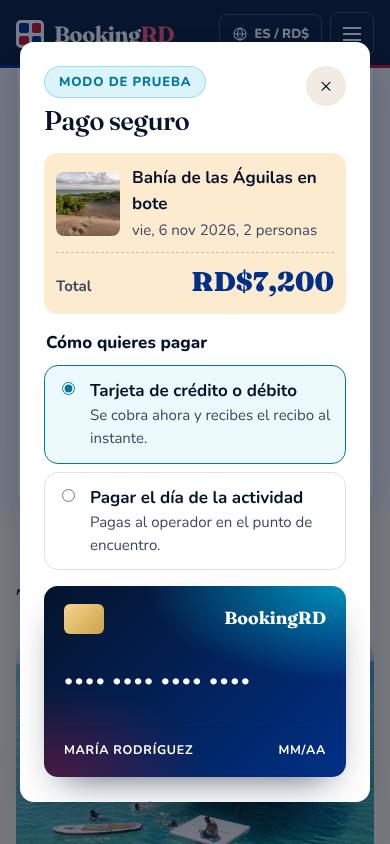 BookingRD
ES / RD$
MODO DE PRUEBA
Pago seguro
Bahía de las Águilas en
bote
vie, 6 nov 2026, 2 personas
Total
RD$7,200
Cómo quieres pagar
Tarjeta de crédito o débito
Se cobra ahora y recibes el recibo al
instante.
Pagar el día de la actividad
Pagas al operador en el punto de
encuentro.
BookingRD
•••• •••• •••• ••••
MARÍA RODRÍGUEZ
MM/AA